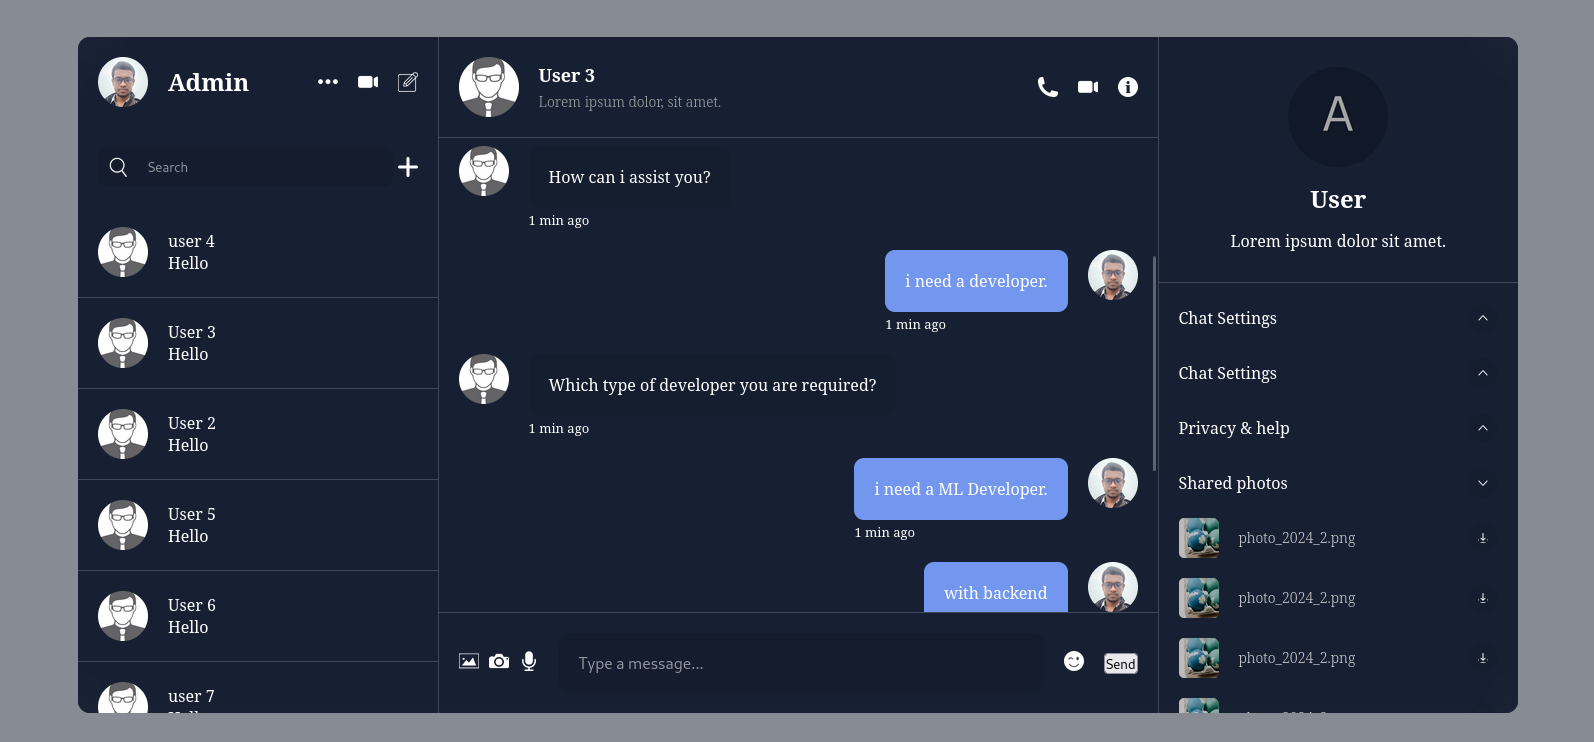 Admin
Search
user 4
Hello
User 3
Hello
User 2
Hello
User 5
Hello
User 6
Hello
user 7
User 3
Lorem ipsum dolor, sit amet.
How can i assist you?
1 min ago
i need a developer.
1 min ago
Which type of developer you are required?
1 min ago
i need a ML Developer.
1 min ago
with backend
Type a message...
Send
A
User
Lorem ipsum dolor sit amet.
Chat Settings
Chat Settings
Privacy & help
Shared photos
photo_2024_2.png
photo_2024_2.png
photo_2024_2.png